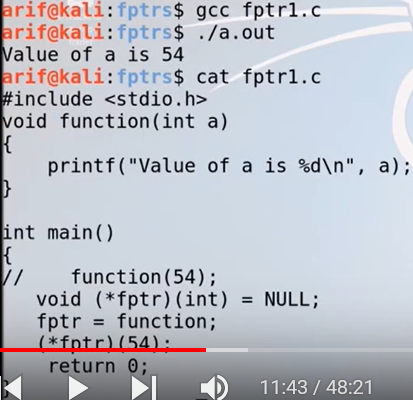 arif@kali:fptrs$ gcc fptr1.c
arif@kali:fptrs$ ./a.out
Value of a is 54
arif@kali:fptrs$ cat fptr1.c
#include <stdio.h>
void function(int a)
{
    printf("Value of a is %d\n", a);
}

int main()
{
//    function(54);
   void (*fptr)(int) = NULL;
   fptr = function;
   (*fptr)(54);
    return 0;
}
11:43 / 48:21